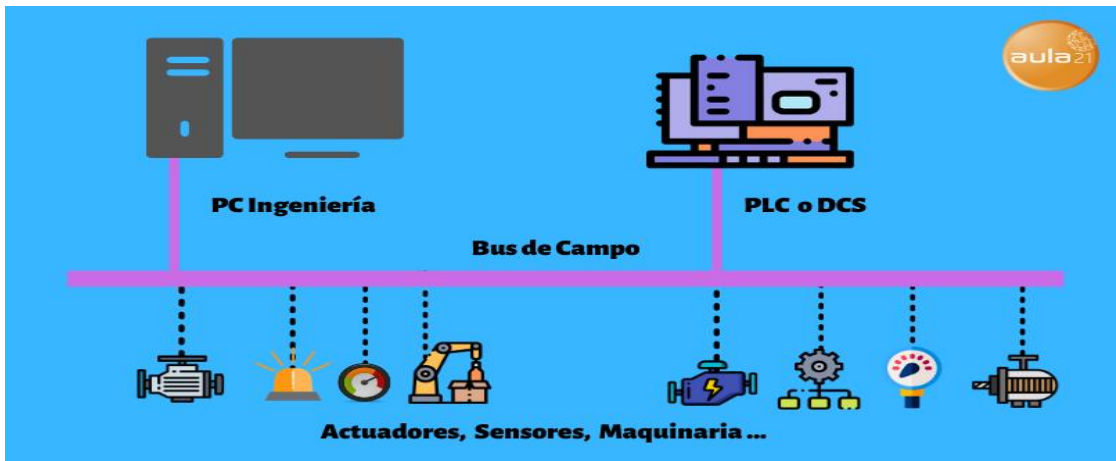 aula21
PC Ingeniería
PLC o DCS
Bus de Campo
Actuadores, Sensores, Maquinaria...